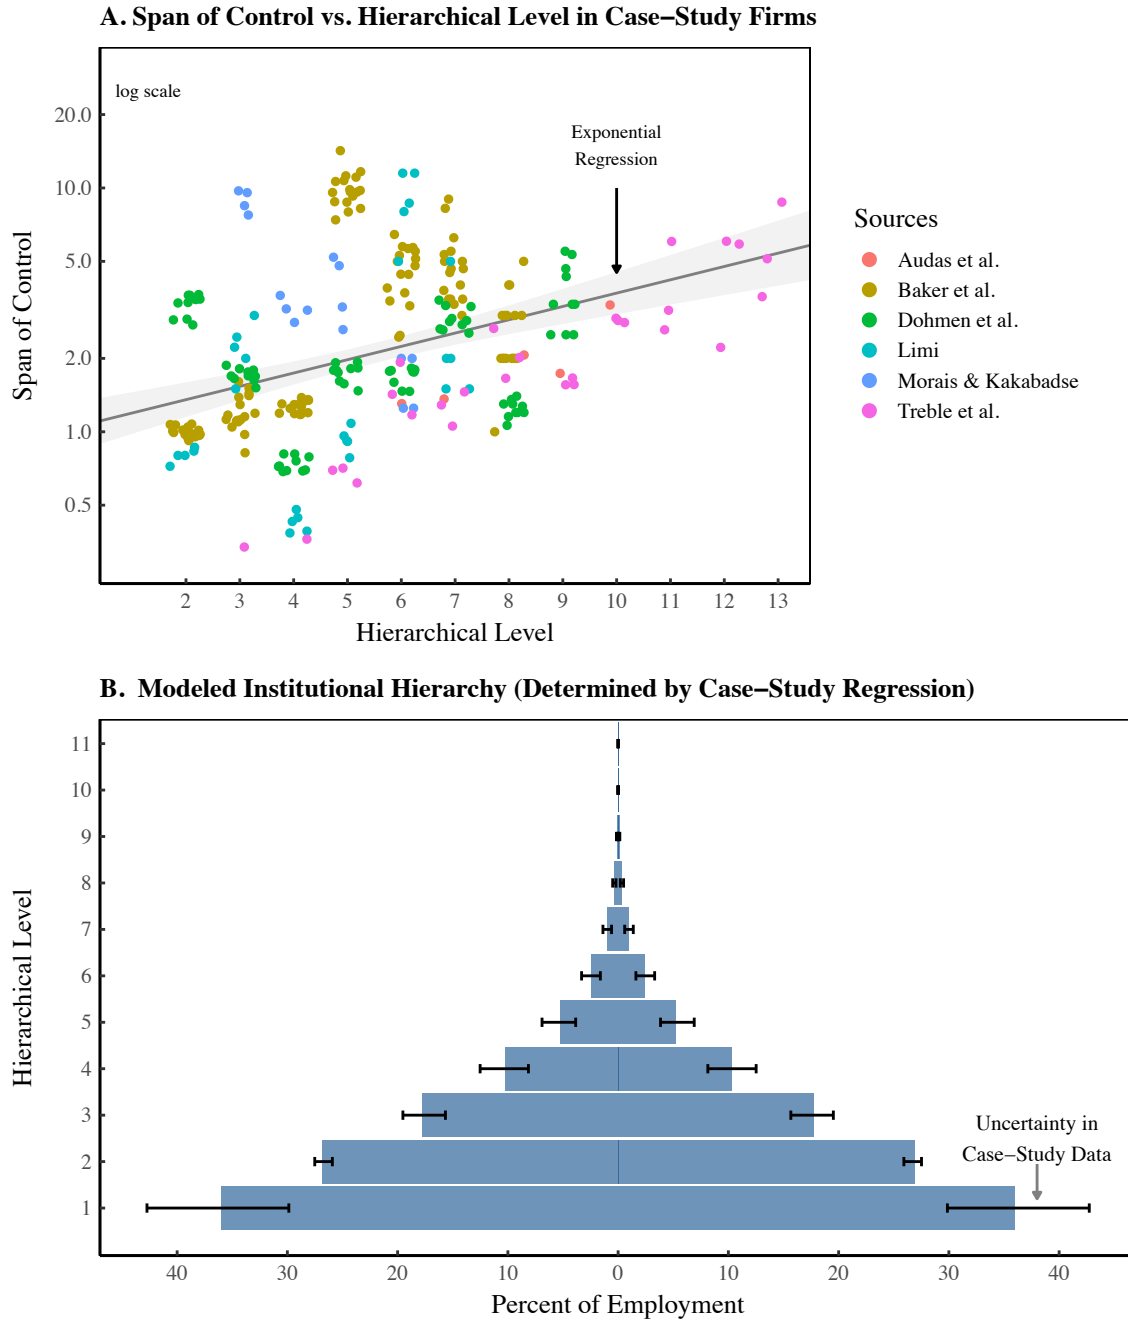 A. Span of Control vs. Hierarchical Level in Case−Study Firms
log scale
Exponential
Regression
20.0
10.0
5.0
2.0
1.0
0.5
Span of Control
2 3 4 5 6 7 8 9 10 11 12 13
Hierarchical Level
Sources
Audas et al.
Baker et al.
Dohmen et al.
Limi
Morais & Kakabadse
Treble et al.
B. Modeled Institutional Hierarchy (Determined by Case−Study Regression)
11
10
9
8
7
6
5
4
3
2
1
Hierarchical Level
Uncertainty in
Case−Study Data
40 30 20 10 0 10 20 30 40
Percent of Employment